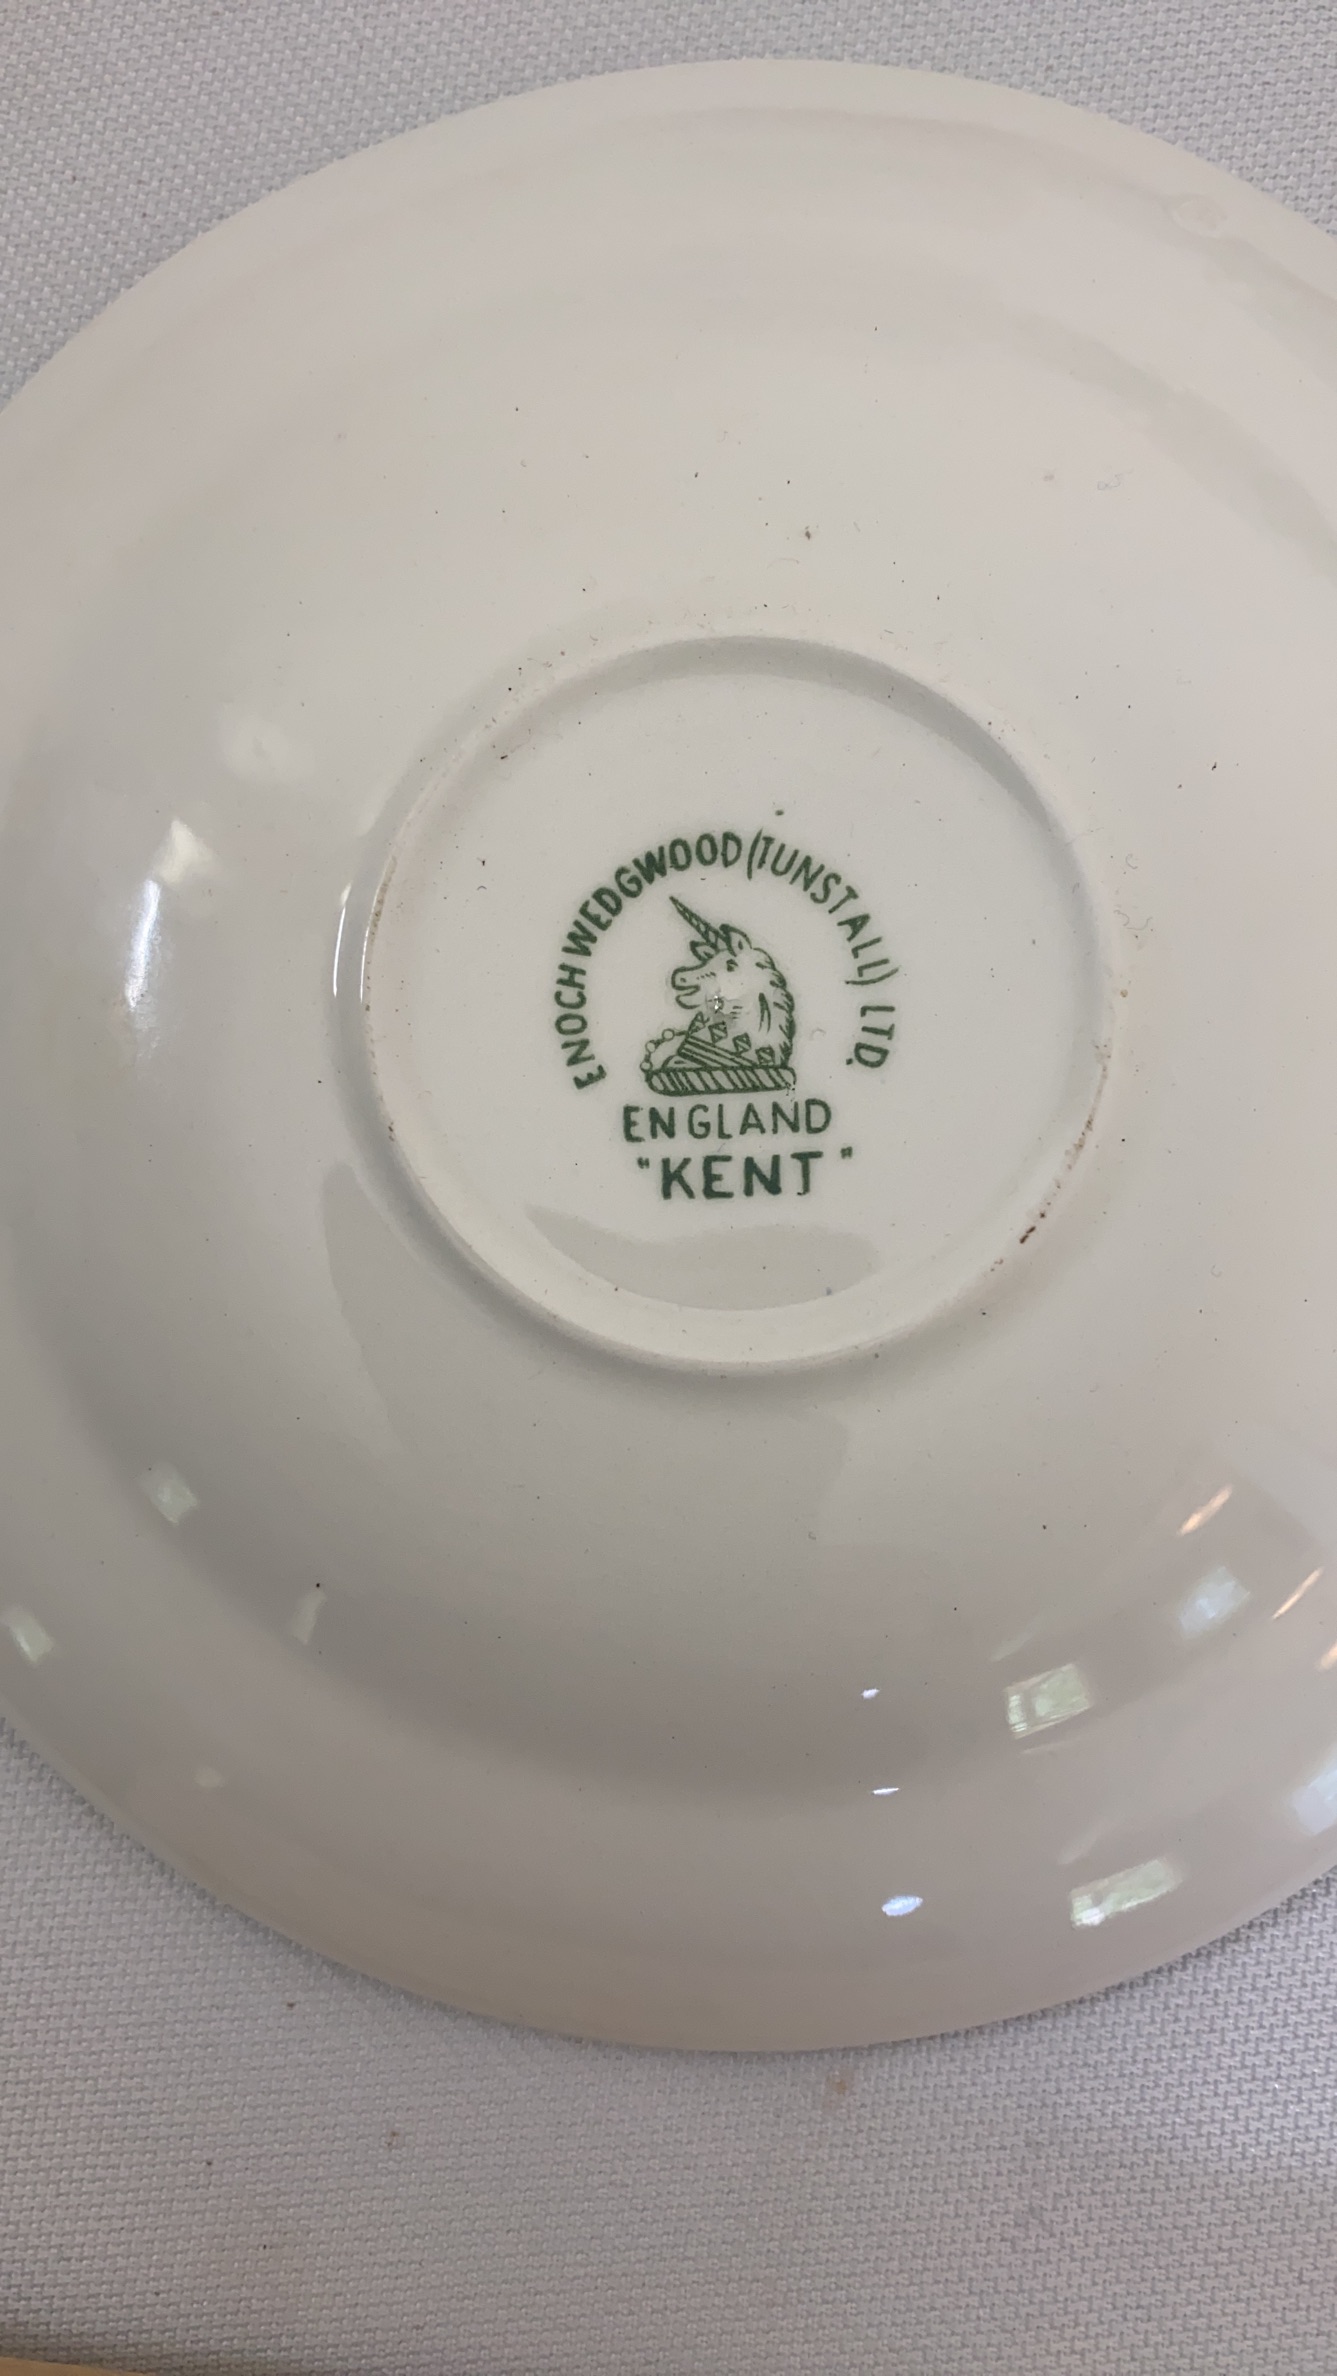 ENOCH WEDGWOOD (TUNSTALL) LTD.
ENGLAND
"KENT"